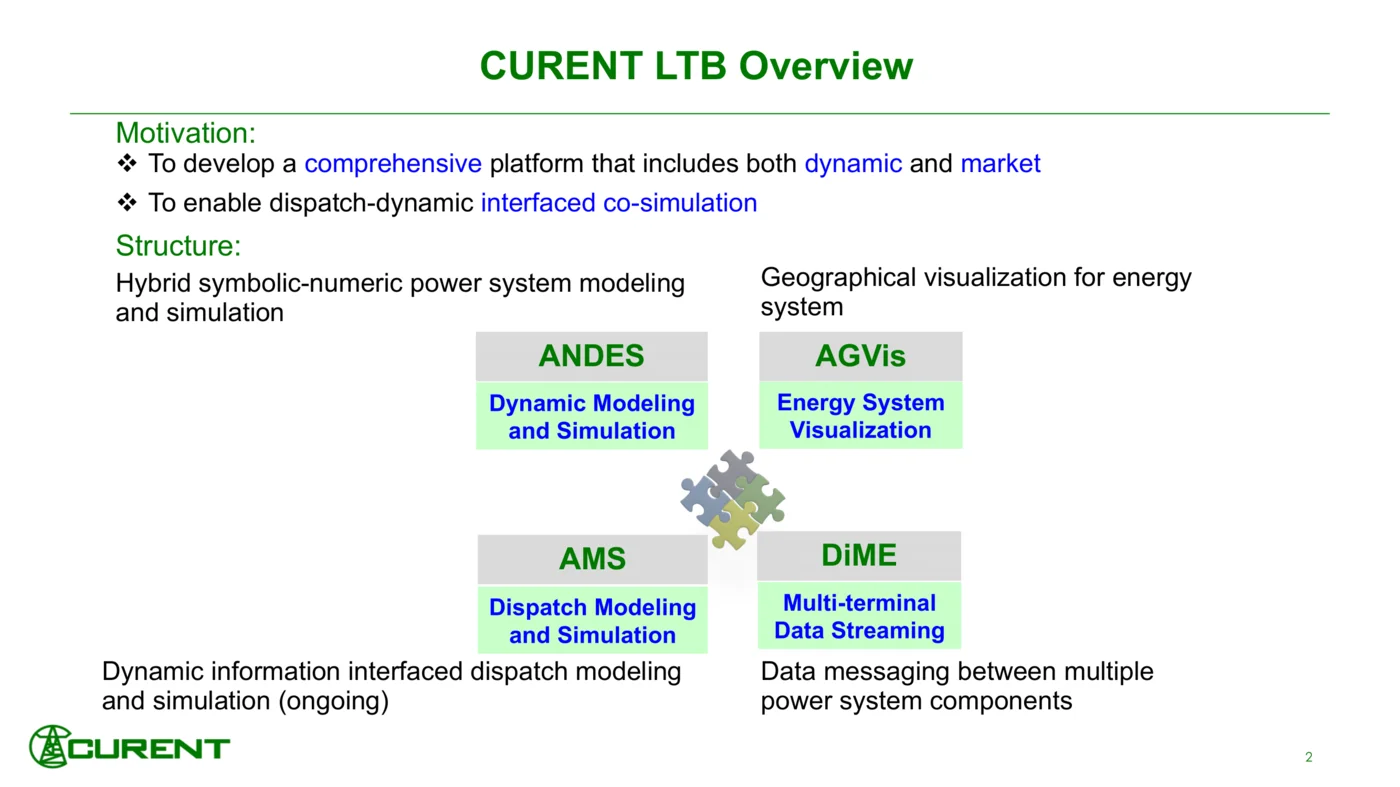 CURENT LTB Overview
Motivation:
❖ To develop a comprehensive platform that includes both dynamic and market
❖ To enable dispatch-dynamic interfaced co-simulation
Structure:
Hybrid symbolic-numeric power system modeling
and simulation
Geographical visualization for energy
system
ANDES
Dynamic Modeling
and Simulation
AGVis
Energy System
Visualization
AMS
Dispatch Modeling
and Simulation
DiME
Multi-terminal
Data Streaming
Dynamic information interfaced dispatch modeling
and simulation (ongoing)
Data messaging between multiple
power system components
CURENT
2